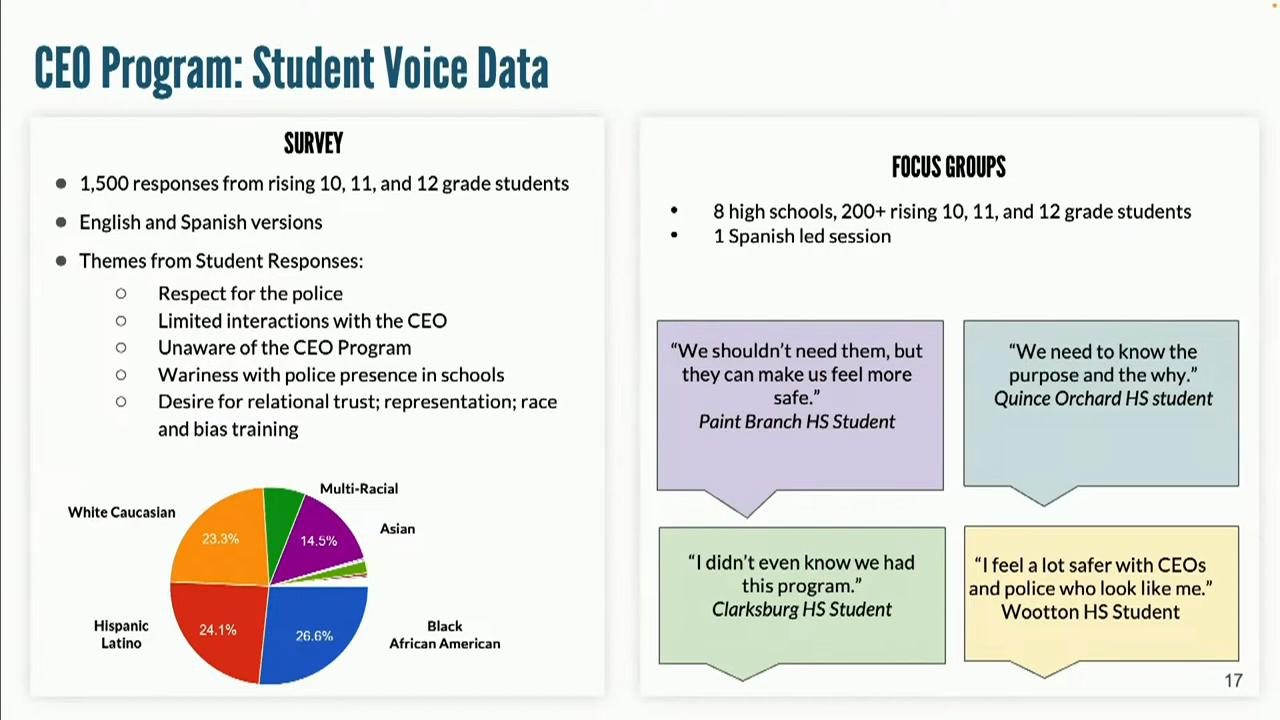 CEO Program: Student Voice Data
SURVEY
1,500 responses from rising 10, 11, and 12 grade students
English and Spanish versions
Themes from Student Responses:
Respect for the police
Limited interactions with the CEO
Unaware of the CEO Program
Wariness with police presence in schools
Desire for relational trust; representation; race
and bias training
Multi-Racial
White Caucasian
Asian
23.3%
14.5%
Hispanic
Latino
24.1%
26.6%
Black
African American
FOCUS GROUPS
8 high schools, 200+ rising 10, 11, and 12 grade students
1 Spanish led session
“We shouldn’t need them, but
they can make us feel more
safe.”
Paint Branch HS Student
“We need to know the
purpose and the why.”
Quince Orchard HS student
“I didn’t even know we had
this program.”
Clarksburg HS Student
“I feel a lot safer with CEOs
and police who look like me.”
Wootton HS Student
17